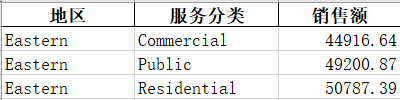 地区 服务分类 销售额
Eastern Commercial 44916.64
Eastern Public 49200.87
Eastern Residential 50787.39